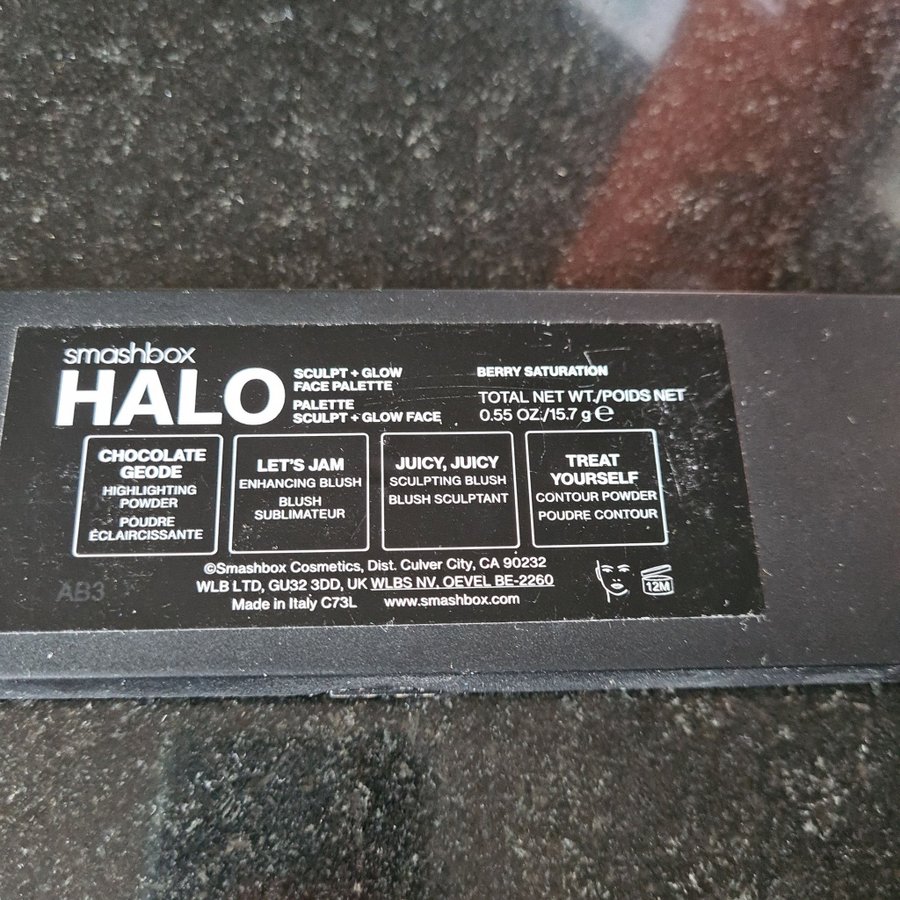 smashbox
HALO
SCULPT + GLOW
FACE PALETTE
PALETTE
SCULPT + GLOW FACE
BERRY SATURATION
TOTAL NET WT./POIDS NET
0.55 OZ./15.7 g e
CHOCOLATE
GEODE
HIGHLIGHTING
POWDER
POUDRE
ÉCLAIRCISSANTE
LET'S JAM
ENHANCING BLUSH
BLUSH
SUBLIMATEUR
JUICY, JUICY
SCULPTING BLUSH
BLUSH SCULPTANT
TREAT
YOURSELF
CONTOUR POWDER
POUDRE CONTOUR
©Smashbox Cosmetics, Dist. Culver City, CA 90232
WLB LTD, GU32 3DD, UK WLBS NV, OEVEL BE-2260
Made in Italy C73L www.smashbox.com
AB3
12M